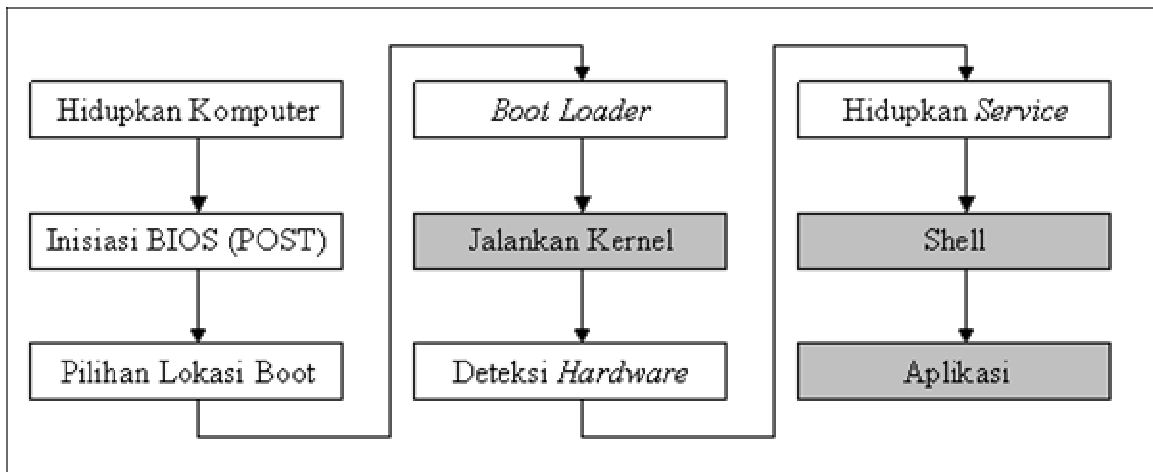 Hidupkan Komputer
Inisiasi BIOS (POST)
Pilihan Lokasi Boot
Boot Loader
Jalankan Kernel
Deteksi Hardware
Hidupkan Service
Shell
Aplikasi